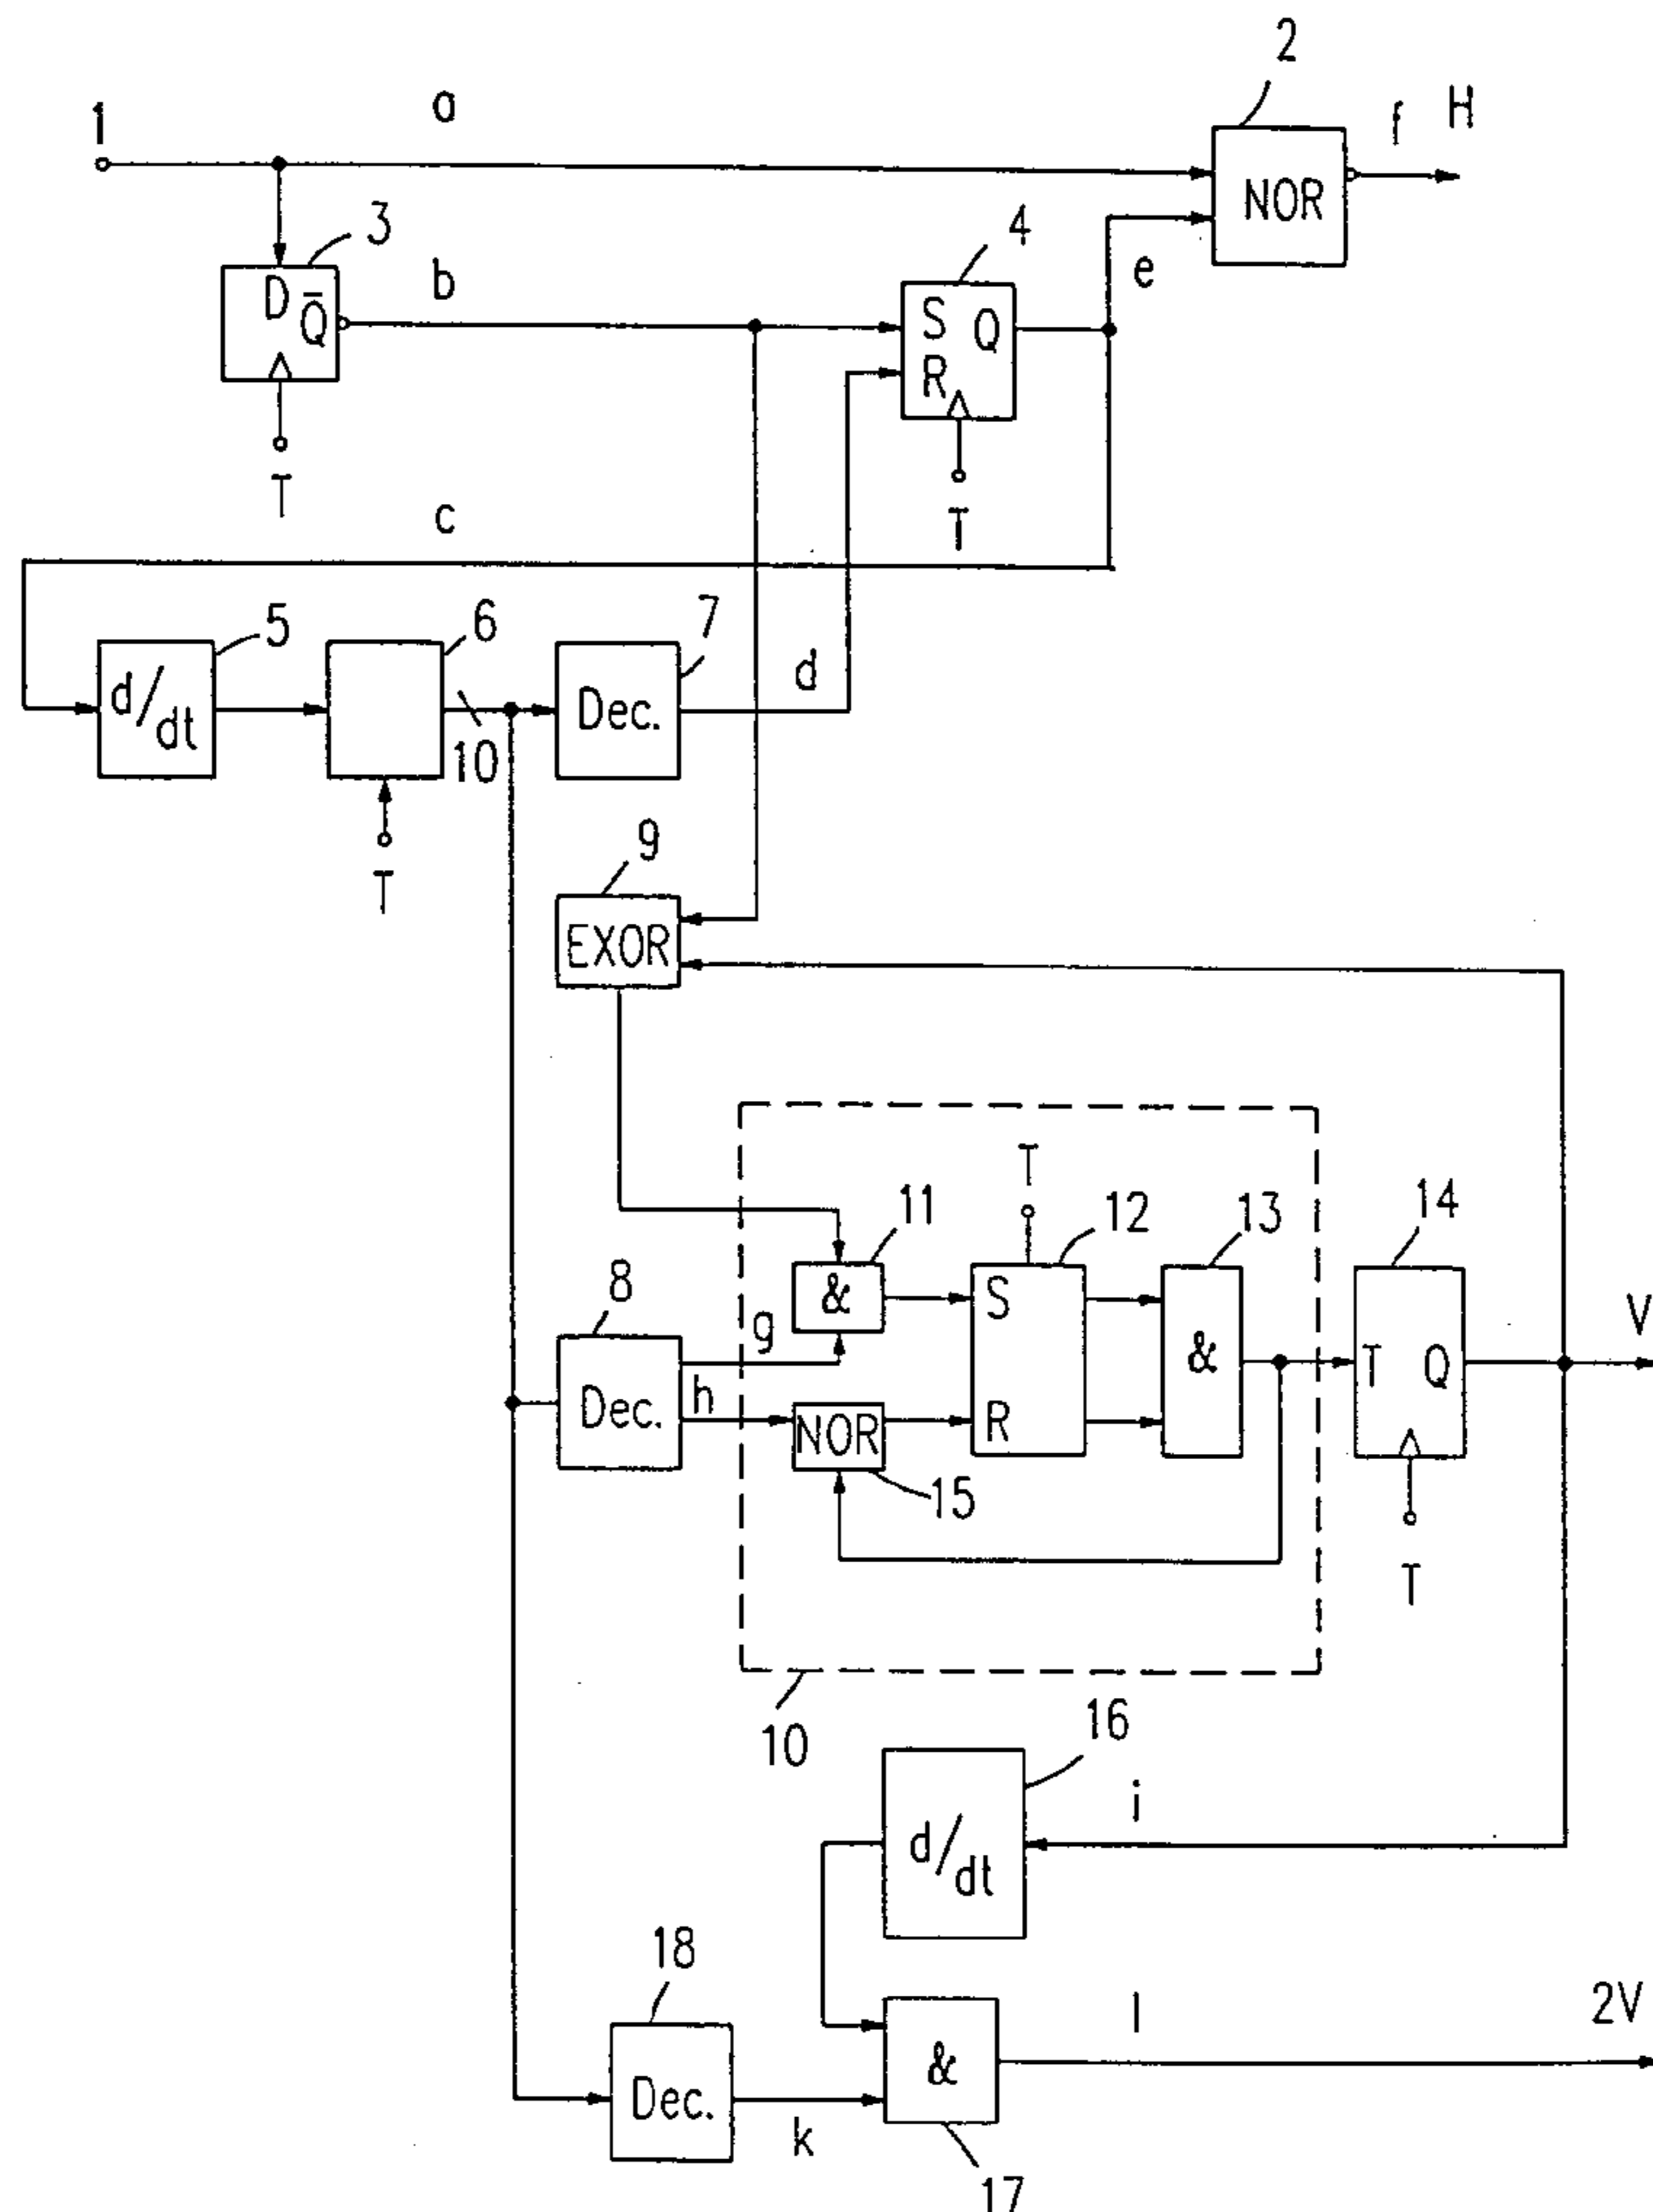 2
1 a f H
NOR
3 4
D Q̅ b S Q e
R
T T
c
5 6 7
d/dt Dec. d
10
T
9
EXOR
T
11 12 13 14
8 & S
g & T Q V
Dec. h
NOR R
15
T
10 16
i
d/dt
18
l 2V
& 
Dec.
k
17